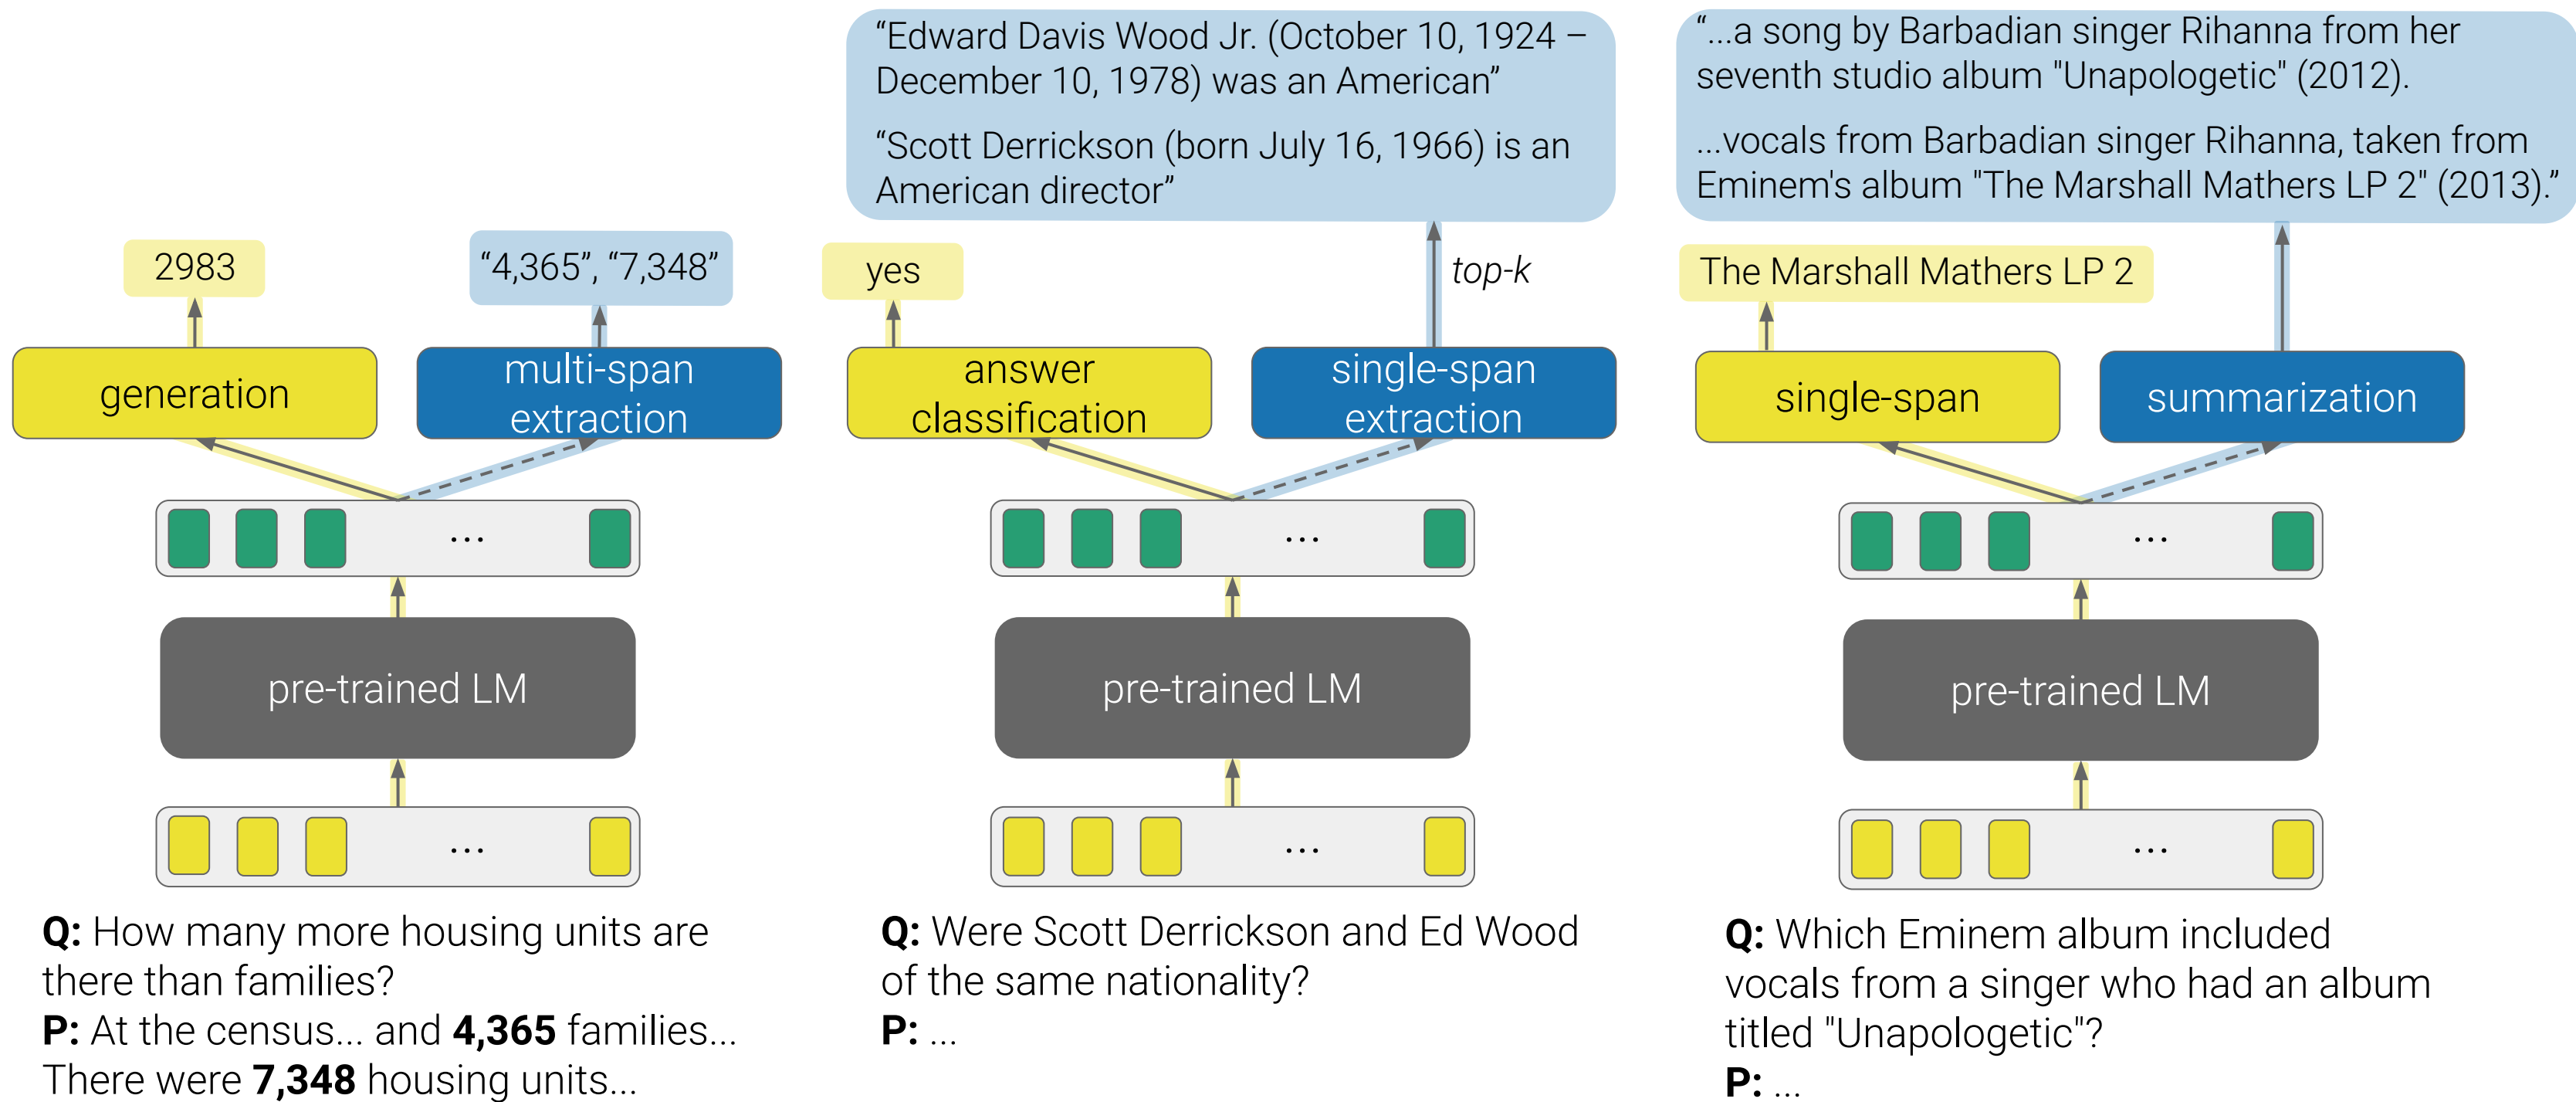 2983
“4,365”, “7,348”
generation
multi-span
extraction
...
pre-trained LM
...
Q: How many more housing units are
there than families?
P: At the census... and 4,365 families...
There were 7,348 housing units...
“Edward Davis Wood Jr. (October 10, 1924 –
December 10, 1978) was an American”
“Scott Derrickson (born July 16, 1966) is an
American director”
yes
top-k
answer
classification
single-span
extraction
...
pre-trained LM
...
Q: Were Scott Derrickson and Ed Wood
of the same nationality?
P: ...
“...a song by Barbadian singer Rihanna from her
seventh studio album "Unapologetic" (2012).
...vocals from Barbadian singer Rihanna, taken from
Eminem's album "The Marshall Mathers LP 2" (2013).”
The Marshall Mathers LP 2
single-span
summarization
...
pre-trained LM
...
Q: Which Eminem album included
vocals from a singer who had an album
titled "Unapologetic"?
P: ...